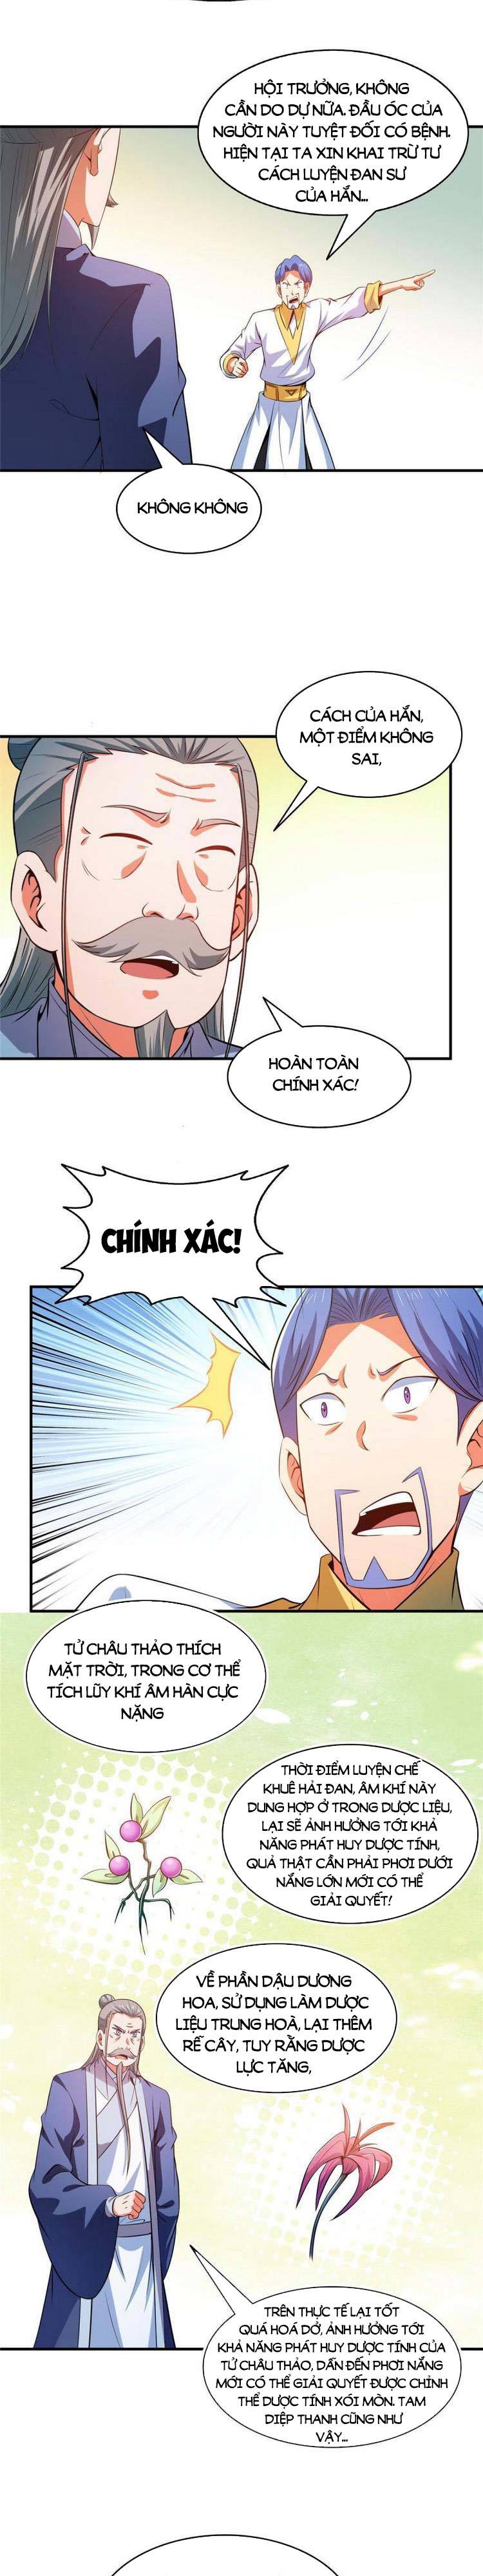 HỘI TRƯỞNG, KHÔNG
CẦN DO DỰ NỮA. ĐẦU ÓC CỦA
NGƯỜI NÀY TUYỆT ĐỐI CÓ BỆNH.
HIỆN TẠI TA XIN KHAI TRỪ TƯ
CÁCH LUYỆN ĐAN SƯ
CỦA HẮN...
KHÔNG KHÔNG
CÁCH CỦA HẮN,
MỘT ĐIỂM KHÔNG
SAI,
HOÀN TOÀN
CHÍNH XÁC!
CHÍNH XÁC!
TỬ CHÂU THẢO THÍCH
MẶT TRỜI, TRONG CƠ THỂ
TÍCH LŨY KHÍ ÂM HÀN CỰC
NẶNG
THỜI ĐIỂM LUYỆN CHẾ
KHUÊ HẢI ĐAN, ÂM KHÍ NÀY
DUNG HỢP Ở TRONG DƯỢC LIỆU,
LẠI SẼ ẢNH HƯỞNG TỚI KHẢ
NĂNG PHÁT HUY DƯỢC TÍNH,
QUẢ THẬT CẦN PHẢI PHƠI DƯỚI
NẮNG LỚN MỚI CÓ THỂ
GIẢI QUYẾT!
VỀ PHẦN DẬU DƯƠNG
HOA, SỬ DỤNG LÀM DƯỢC
LIỆU TRUNG HOÀ, LẠI THÊM
RỄ CÂY, TUY RẰNG DƯỢC
LỰC TĂNG,
TRÊN THỰC TẾ LẠI TỐT
QUÁ HOÁ DỞ, ẢNH HƯỞNG TỚI
KHẢ NĂNG PHÁT HUY DƯỢC TÍNH CỦA
TỬ CHÂU THẢO, DẪN ĐẾN PHƠI NẮNG
MỚI CÓ THỂ GIẢI QUYẾT ĐƯỢC CHỈNH
THỂ DƯỢC TÍNH XÓI MÒN. TAM
DIỆP THANH CŨNG NHƯ
VẬY...